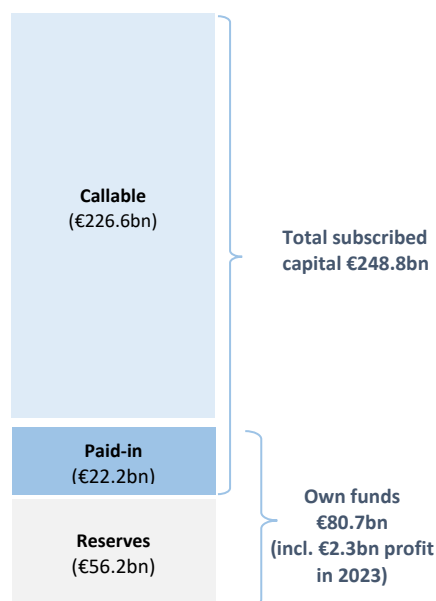 Callable
(€226.6bn)
Total subscribed
capital €248.8bn
Paid-in
(€22.2bn)
Own funds
€80.7bn
(incl. €2.3bn profit
in 2023)
Reserves
(€56.2bn)